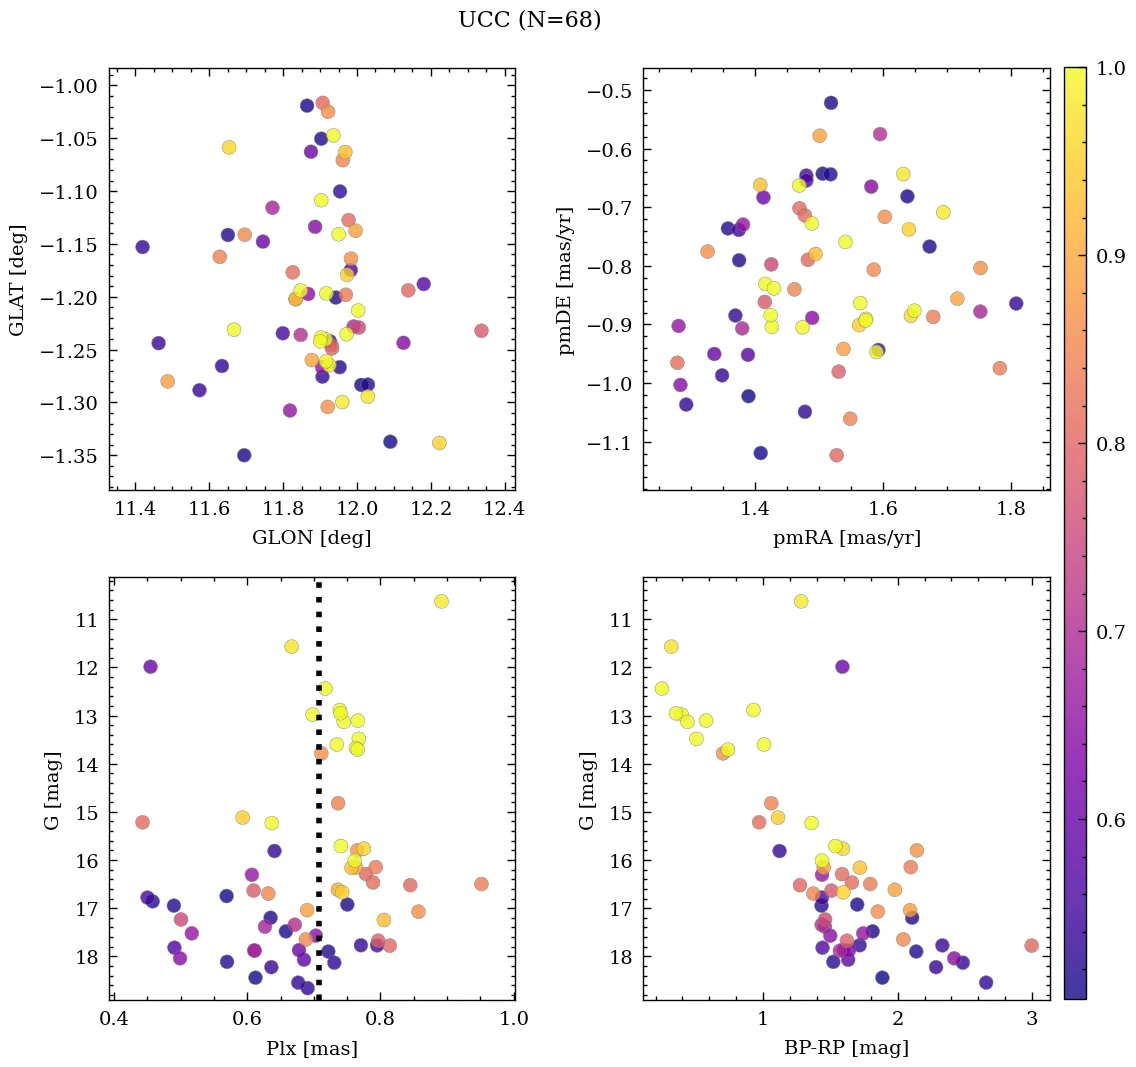 UCC (N=68)
−1.00
−1.05
−1.10
−1.15
−1.20
−1.25
−1.30
−1.35
GLAT [deg]
11.4 11.6 11.8 12.0 12.2 12.4
GLON [deg]
−0.5
−0.6
−0.7
−0.8
−0.9
−1.0
−1.1
pmDE [mas/yr]
1.4 1.6 1.8
pmRA [mas/yr]
1.0
0.9
0.8
0.7
0.6
11
12
13
14
15
16
17
18
G [mag]
0.4 0.6 0.8 1.0
Plx [mas]
11
12
13
14
15
16
17
18
G [mag]
1 2 3
BP-RP [mag]